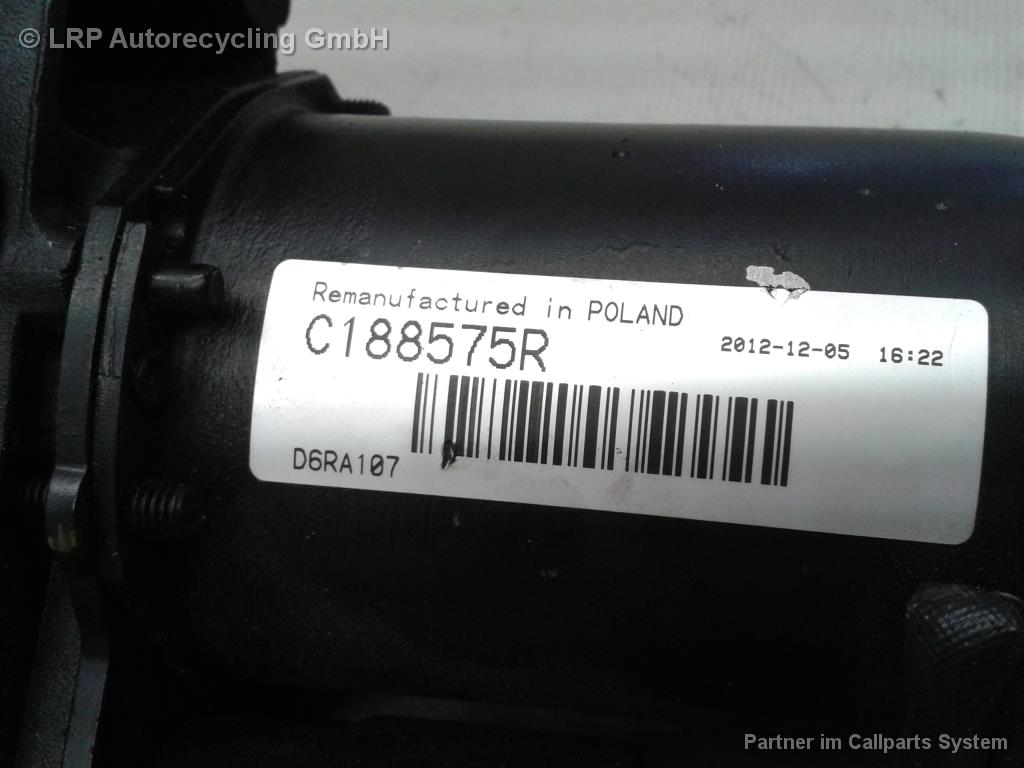 © LRP Autorecycling GmbH
Remanufactured in POLAND
C188575R
2012-12-05 16:22
D6RA107
Partner im Callparts System